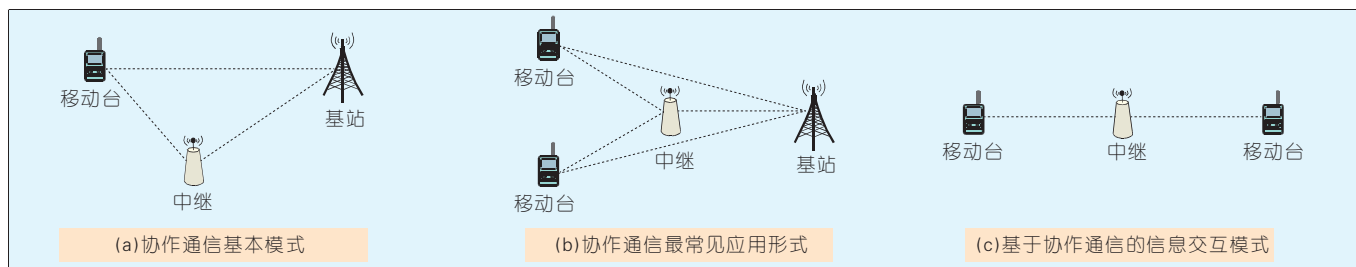 移动台
基站
中继
(a)协作通信基本模式
移动台
中继
基站
移动台
(b)协作通信最常见应用形式
移动台
中继
移动台
(c)基于协作通信的信息交互模式